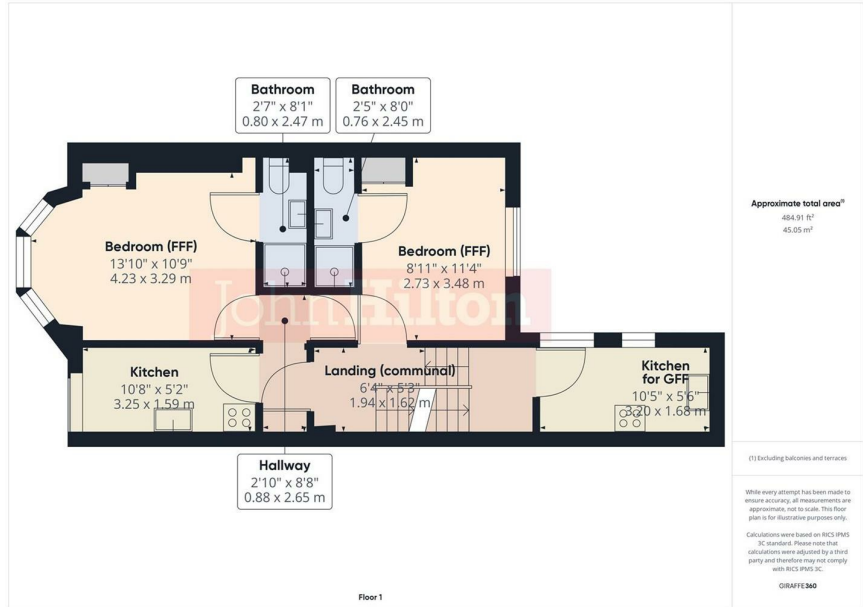 Bathroom
2'7" x 8'1"
0.80 x 2.47 m
Bathroom
2'5" x 8'0"
0.76 x 2.45 m
Bedroom (FFF)
13'10" x 10'9"
4.23 x 3.29 m
Bedroom (FFF)
8'11" x 11'4"
2.73 x 3.48 m
JohnHilton
Kitchen
10'8" x 5'2"
3.25 x 1.59 m
Landing (communal)
6'4" x 5'3"
1.94 x 1.62 m
Kitchen
for GFF
10'5" x 5'6"
3.20 x 1.68 m
Hallway
2'10" x 8'8"
0.88 x 2.65 m
Floor 1
Approximate total area(1)
484.91 ft²
45.05 m²
(1) Excluding balconies and terraces
While every attempt has been made to
ensure accuracy, all measurements are
approximate, not to scale. This floor
plan is for illustrative purposes only.
Calculations were based on RICS IPMS
3C standard. Please note that
calculations were adjusted by a third
party and therefore may not comply
with RICS IPMS 3C.
GIRAFFE360